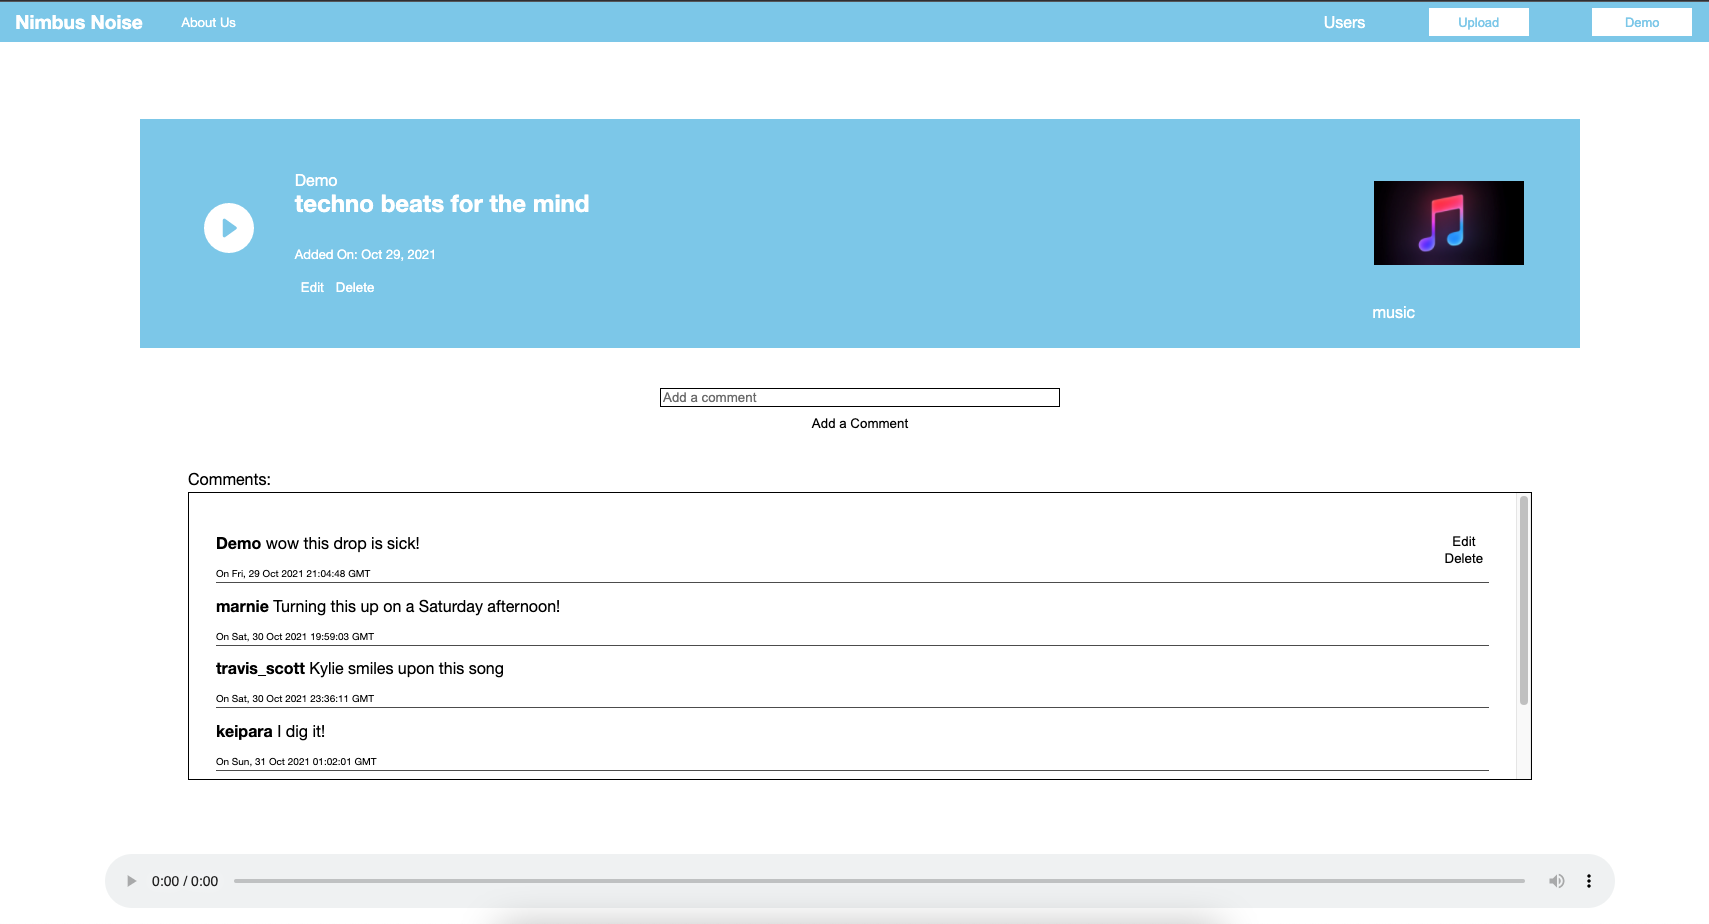 Nimbus Noise About Us Users Upload Demo
Demo
techno beats for the mind
Added On: Oct 29, 2021
Edit Delete
music
Add a comment
Add a Comment
Comments:
Demo wow this drop is sick!
Edit
Delete
On Fri, 29 Oct 2021 21:04:48 GMT
marnie Turning this up on a Saturday afternoon!
On Sat, 30 Oct 2021 19:59:03 GMT
travis_scott Kylie smiles upon this song
On Sat, 30 Oct 2021 23:36:11 GMT
keipara I dig it!
On Sun, 31 Oct 2021 01:02:01 GMT
0:00 / 0:00